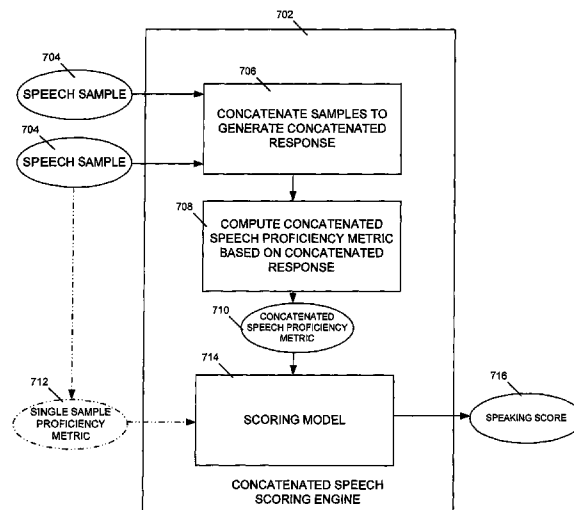 702
704
SPEECH SAMPLE
706
CONCATENATE SAMPLES TO
GENERATE CONCATENATED
RESPONSE
704
SPEECH SAMPLE
708
COMPUTE CONCATENATED
SPEECH PROFICIENCY METRIC
BASED ON CONCATENATED
RESPONSE
710
CONCATENATED
SPEECH PROFICIENCY
METRIC
712
SINGLE SAMPLE
PROFICIENCY
METRIC
714
SCORING MODEL
716
SPEAKING SCORE
CONCATENATED SPEECH
SCORING ENGINE